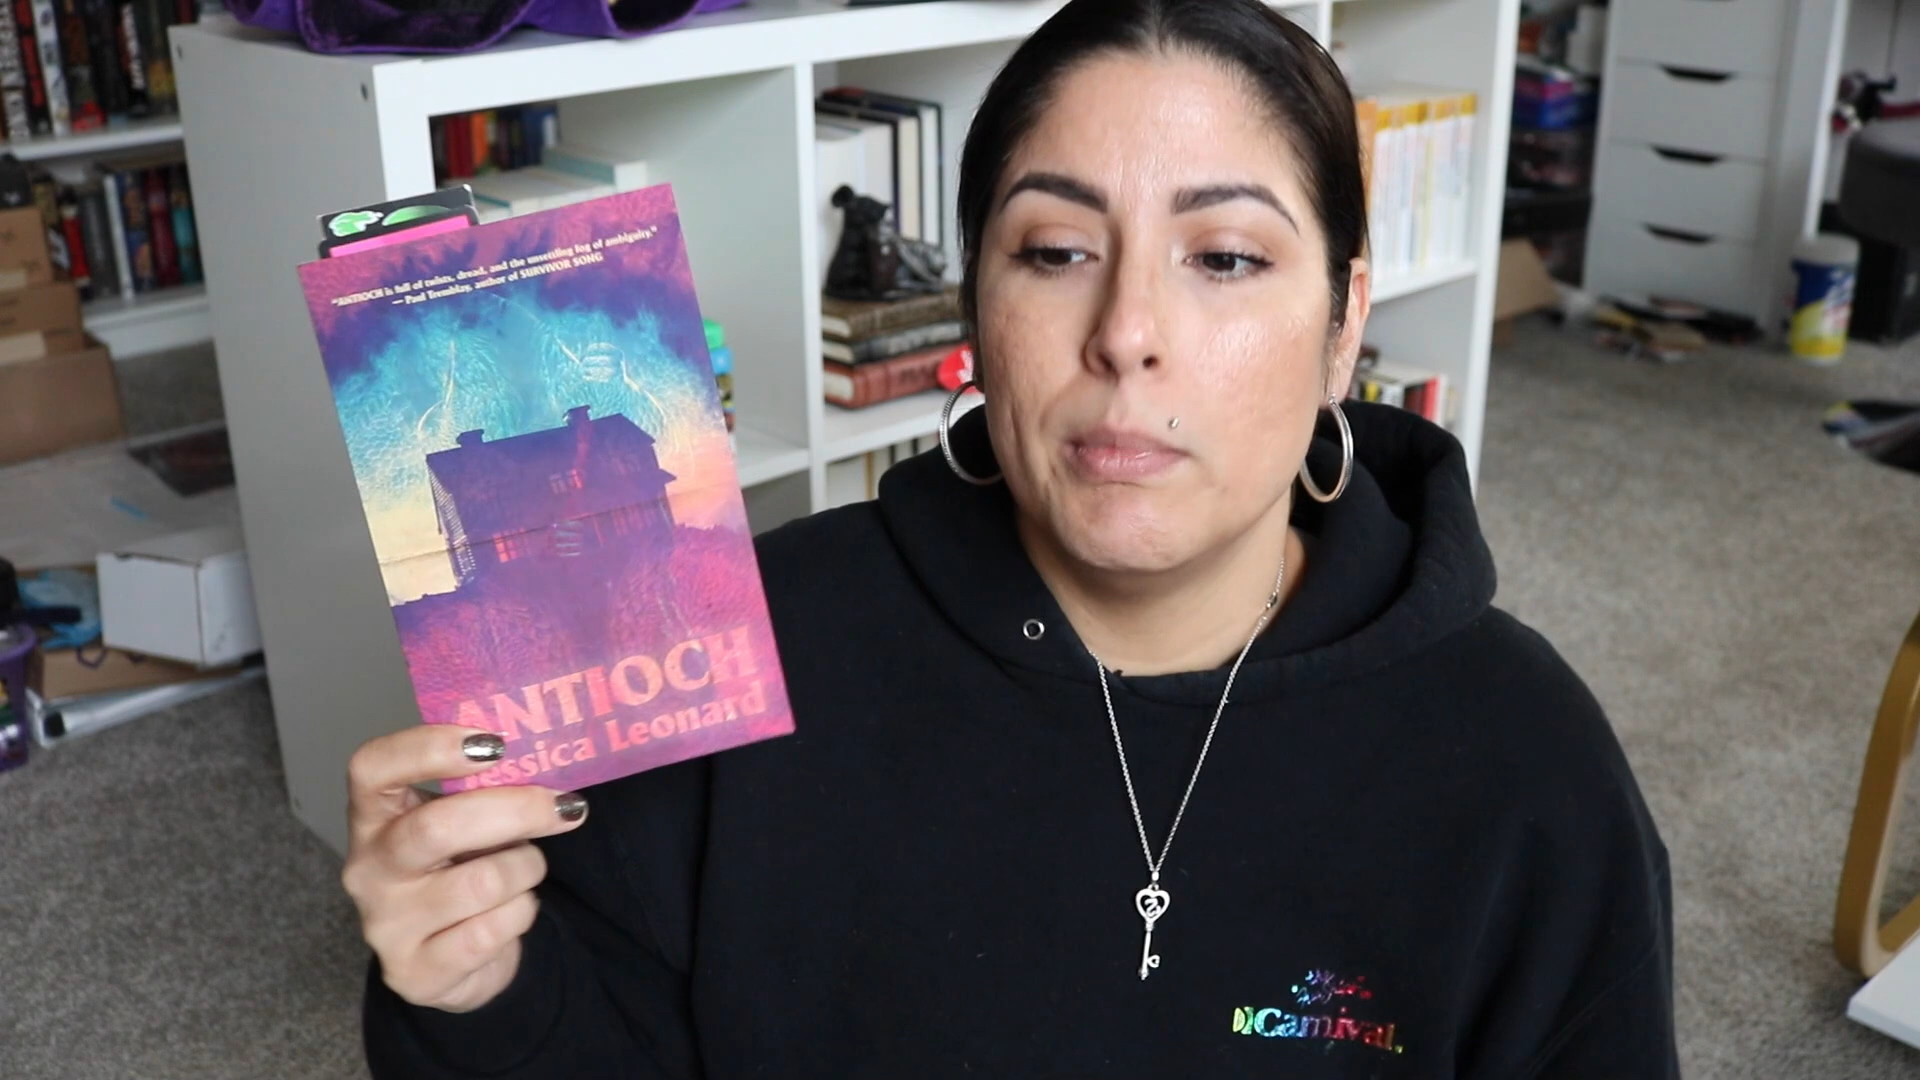 "ANTIOCH is full of twists, dread, and the unsettling fog of ambiguity."
— Paul Tremblay, author of SURVIVOR SONG
ANTIOCH
Jessica Leonard
Carnival